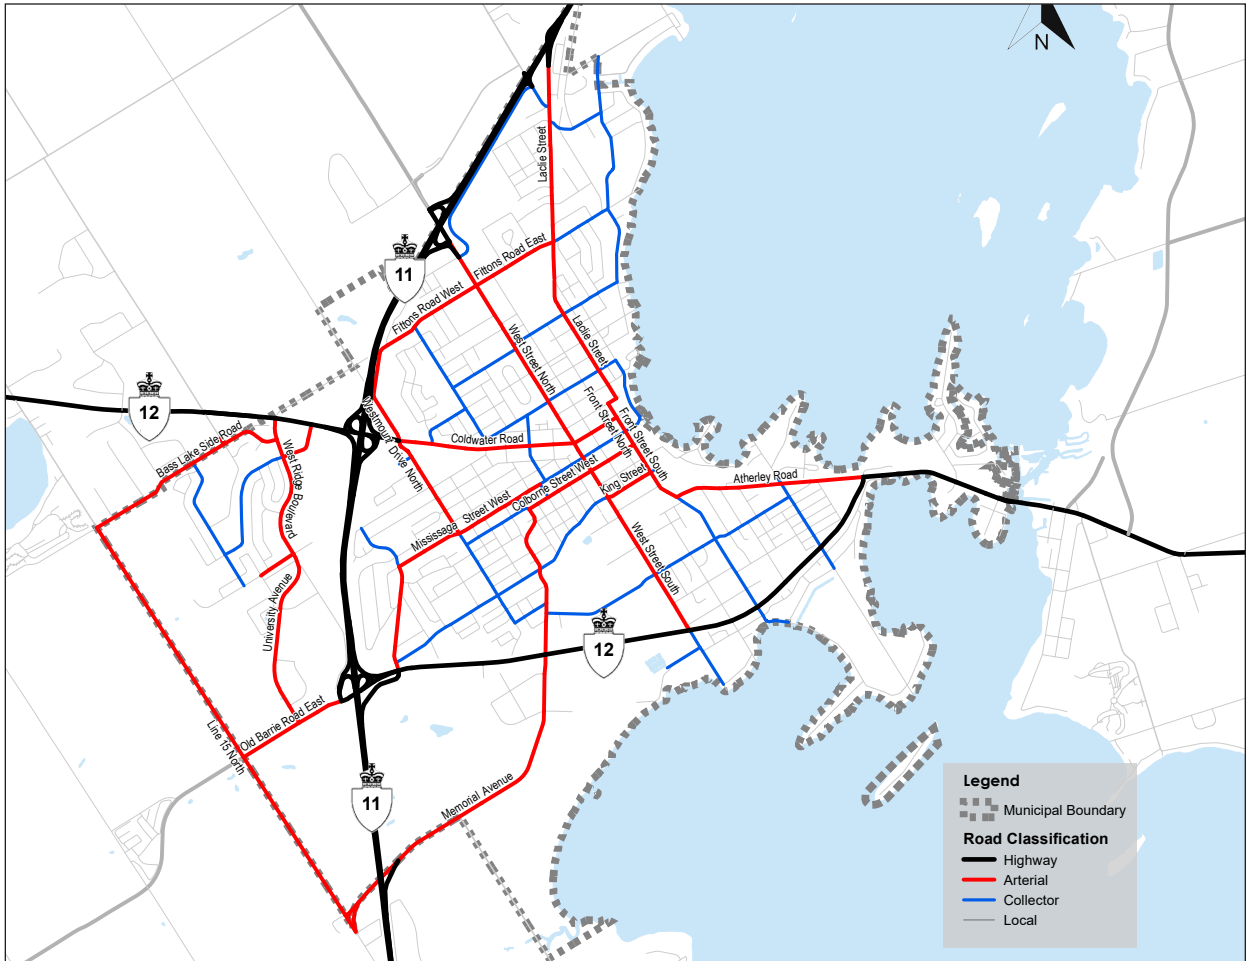 N
Laclie Street
11
Fittons Road East
Fittons Road West
Laclie Street
West Street North
12
Westmount Drive North
Front Street North
Front Street South
Bass Lake Side Road
West Ridge Boulevard
Coldwater Road
Atherley Road
Colborne Street West
King Street
Mississaga Street West
West Street South
University Avenue
12
Old Barrie Road East
Line 15 North
11
Memorial Avenue
Legend
Municipal Boundary
Road Classification
Highway
Arterial
Collector
Local